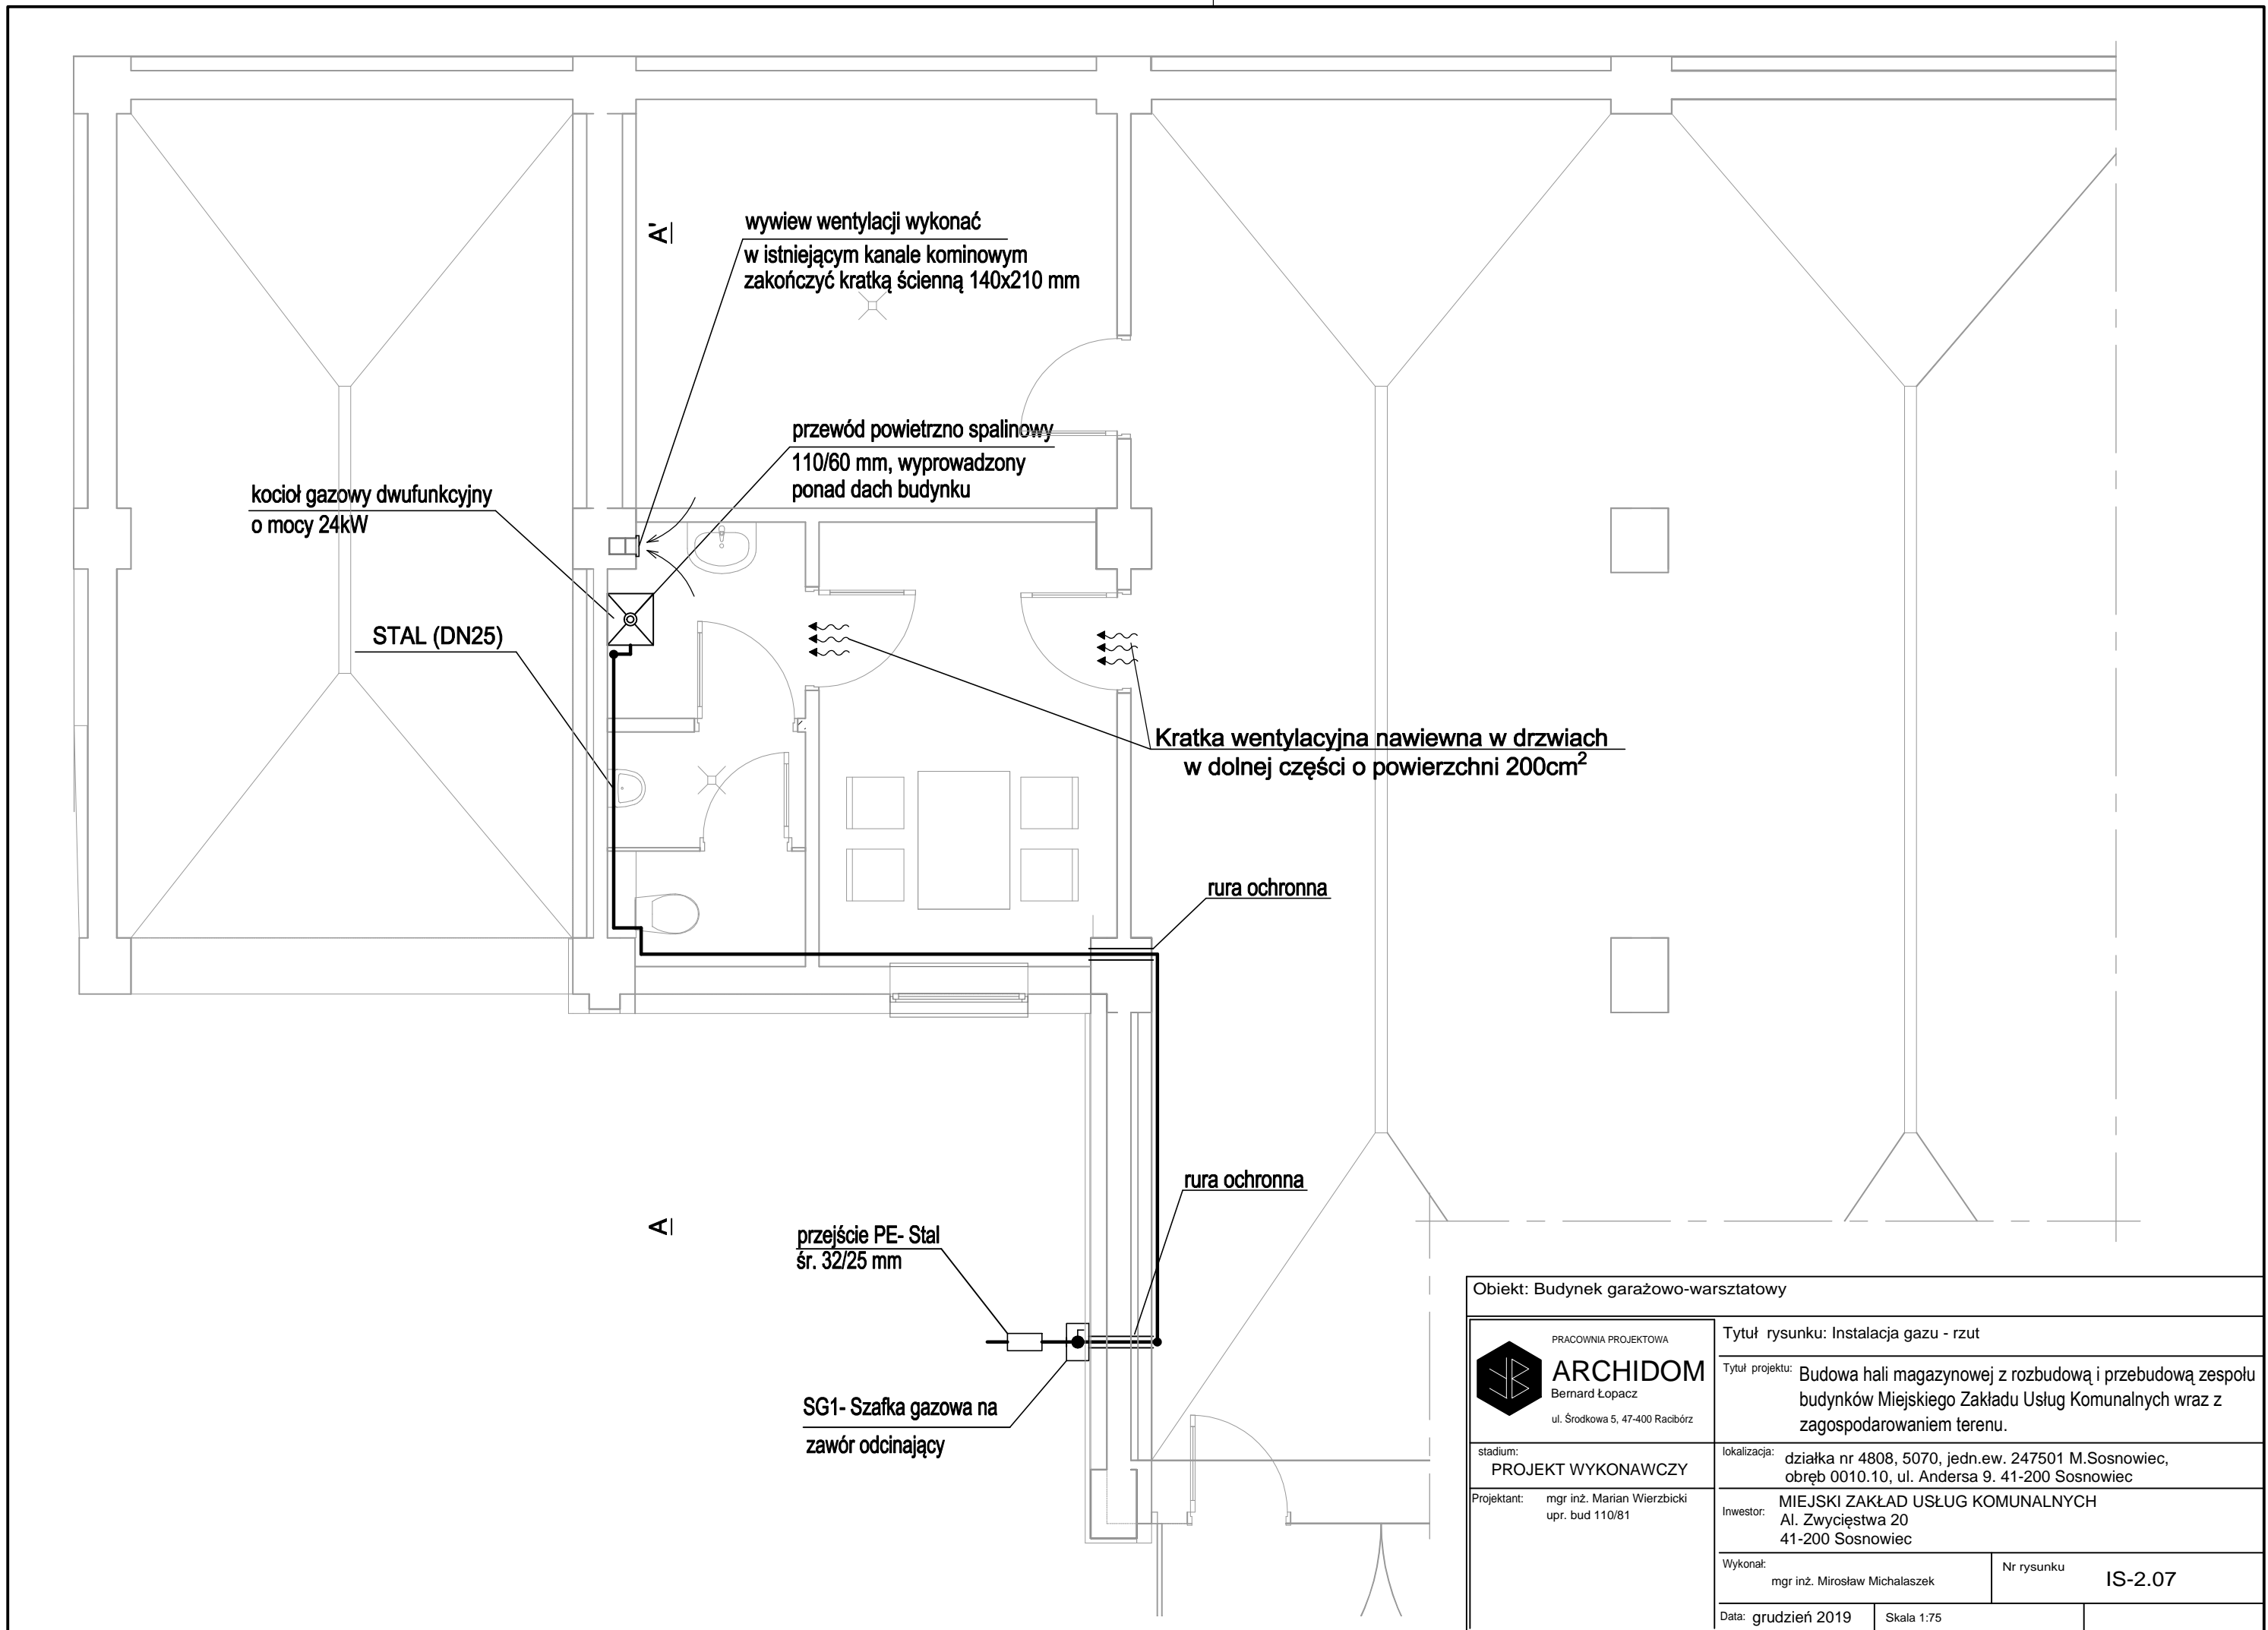 A'
wywiew wentylacji wykonać
w istniejącym kanale kominowym
zakończyć kratką ścienną 140x210 mm
przewód powietrzno spalinowy
110/60 mm, wyprowadzony
ponad dach budynku
kocioł gazowy dwufunkcyjny
o mocy 24kW
STAL (DN25)
Kratka wentylacyjna nawiewna w drzwiach
w dolnej części o powierzchni 200cm²
rura ochronna
rura ochronna
A
przejście PE- Stal
śr. 32/25 mm
SG1- Szafka gazowa na
zawór odcinający
Obiekt: Budynek garażowo-warsztatowy
PRACOWNIA PROJEKTOWA
ARCHIDOM
Bernard Łopacz
ul. Środkowa 5, 47-400 Racibórz
Tytuł rysunku: Instalacja gazu - rzut
Tytuł projektu: Budowa hali magazynowej z rozbudową i przebudową zespołu
budynków Miejskiego Zakładu Usług Komunalnych wraz z
zagospodarowaniem terenu.
stadium:
PROJEKT WYKONAWCZY
lokalizacja: działka nr 4808, 5070, jedn.ew. 247501 M.Sosnowiec,
obręb 0010.10, ul. Andersa 9. 41-200 Sosnowiec
Projektant: mgr inż. Marian Wierzbicki
upr. bud 110/81
Inwestor: MIEJSKI ZAKŁAD USŁUG KOMUNALNYCH
Al. Zwycięstwa 20
41-200 Sosnowiec
Wykonał:
mgr inż. Mirosław Michalaszek
Nr rysunku IS-2.07
Data: grudzień 2019
Skala 1:75